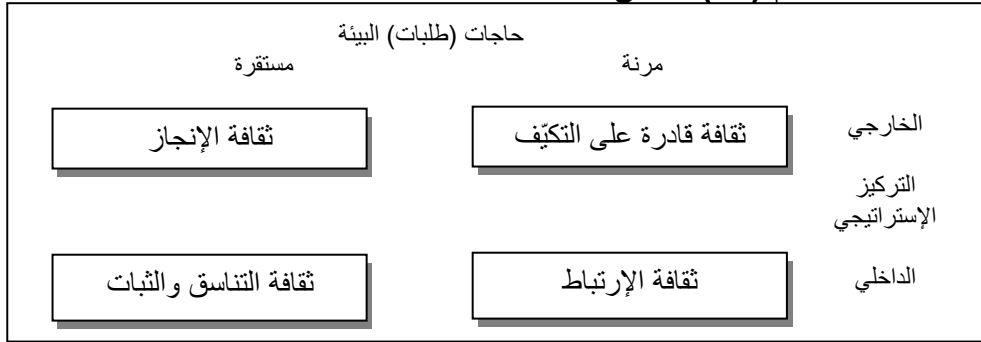 حاجات (طلبات) البيئة
مرنة
مستقرة
الخارجي
ثقافة قادرة على التكيّف
ثقافة الإنجاز
التركيز
الإستراتيجي
الداخلي
ثقافة الإرتباط
ثقافة التناسق والثبات